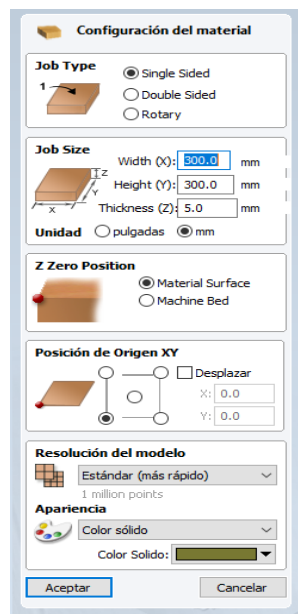 Configuración del material
Job Type
1
Single Sided
Double Sided
Rotary
Job Size
Width (X): 300.0 mm
Height (Y): 300.0 mm
Thickness (Z): 5.0 mm
Z
Y
X
Unidad pulgadas mm
Z Zero Position
Material Surface
Machine Bed
Posición de Origen XY
Desplazar
X: 0.0
Y: 0.0
Resolución del modelo
Estándar (más rápido)
1 million points
Apariencia
Color sólido
Color Solido:
Aceptar Cancelar